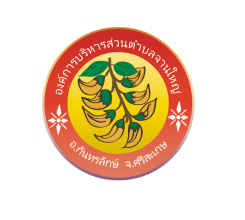 องค์การบริหารส่วนตำบลจานใหญ่
อ.กันทรลักษ์ จ.ศรีสะเกษ